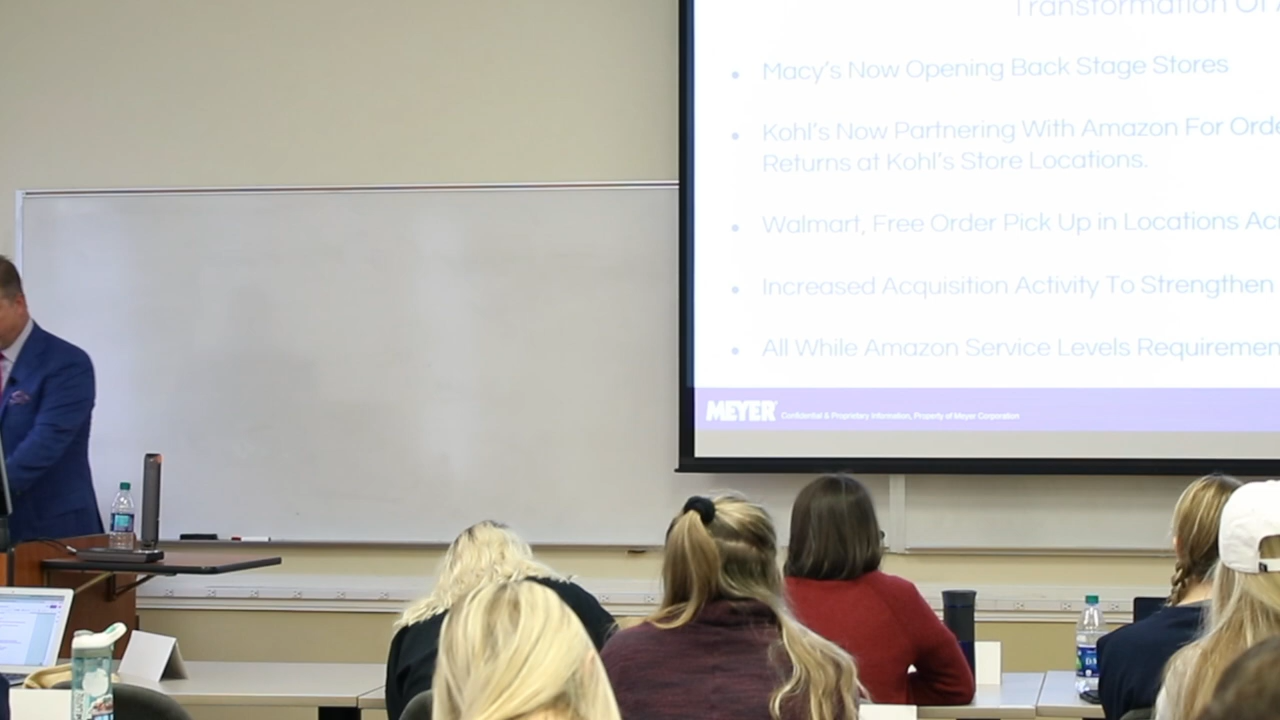 Transformation Of
Macy's Now Opening Back Stage Stores
Kohl's Now Partnering With Amazon For
Returns at Kohl's Store Locations.
Walmart, Free Order Pick Up in Locations
Increased Acquisition Activity To Strengthen
All While Amazon Service Levels
MEYER Confidential & Proprietary Information, Property of Meyer Corporation